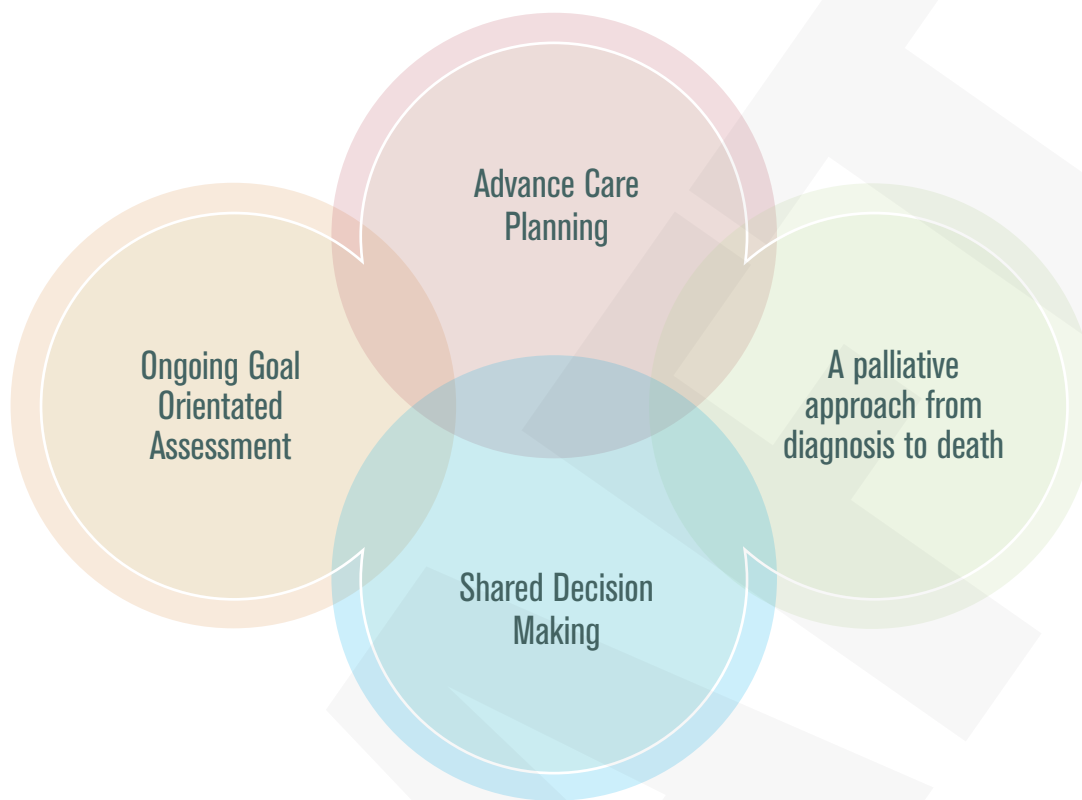 Advance Care
Planning
Ongoing Goal
Orientated
Assessment
A palliative
approach from
diagnosis to death
Shared Decision
Making